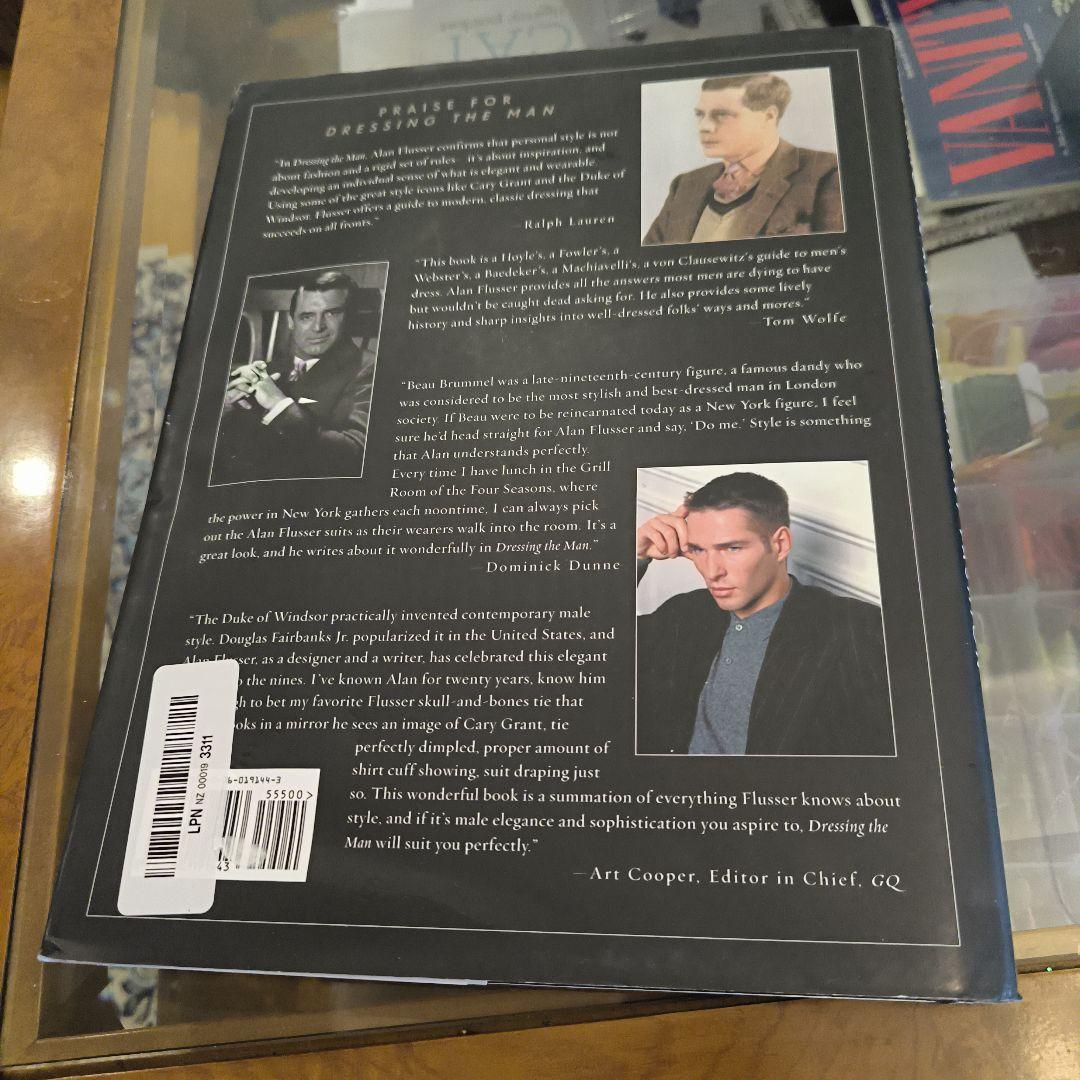 PRAISE FOR
DRESSING THE MAN
"In Dressing the Man, Alan Flusser confirms that personal style is not
about fashion and a rigid set of rules— it's about inspiration, and
developing an individual sense of what is elegant and wearable.
Using some of the great style icons like Cary Grant and the Duke of
Windsor, Flusser offers a guide to modern, classic dressing that
succeeds on all fronts."
—Ralph Lauren
"This book is a Hoyle's, a Fowler's, a
Webster's, a Baedeker's, a Machiavelli's, a von Clausewitz's guide to men's
dress. Alan Flusser provides all the answers most men are dying to have
but wouldn't be caught dead asking for. He also provides some lively
history and sharp insights into well-dressed folks' ways and mores."
—Tom Wolfe
"Beau Brummel was a late-nineteenth-century figure, a famous dandy who
was considered to be the most stylish and best-dressed man in London
society. If Beau were to be reincarnated today as a New York figure, I feel
sure he'd head straight for Alan Flusser and say, 'Do me.' Style is something
that Alan understands perfectly.
Every time I have lunch in the Grill
Room of the Four Seasons, where
the power in New York gathers each noontime, I can always pick
out the Alan Flusser suits as their wearers walk into the room. It's a
great look, and he writes about it wonderfully in Dressing the Man."
—Dominick Dunne
"The Duke of Windsor practically invented contemporary male
style. Douglas Fairbanks Jr. popularized it in the United States, and
Alan Flusser, as a designer and a writer, has celebrated this elegant
the nines. I've known Alan for twenty years, know him
to bet my favorite Flusser skull-and-bones tie that
in a mirror he sees an image of Cary Grant, tie
perfectly dimpled, proper amount of
shirt cuff showing, suit draping just
so. This wonderful book is a summation of everything Flusser knows about
style, and if it's male elegance and sophistication you aspire to, Dressing the
Man will suit you perfectly."
—Art Cooper, Editor in Chief, GQ
LPN NZ 00019 3311
6-019144-3
55500>
43